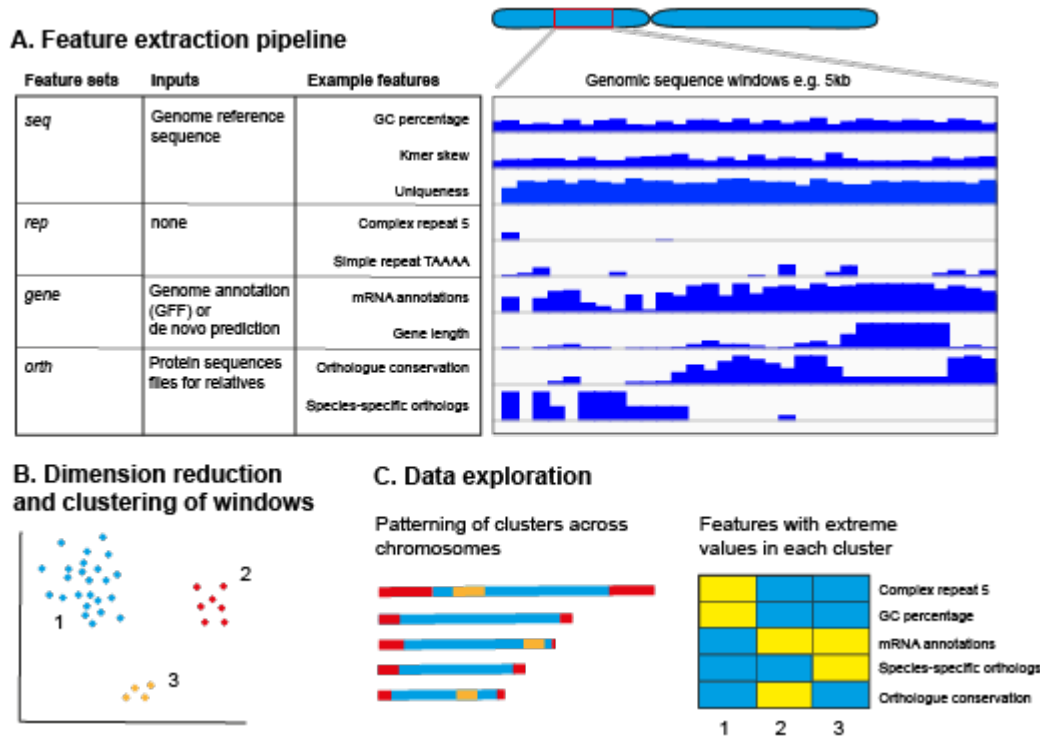 A. Feature extraction pipeline
Feature sets Inputs Example features
Genomic sequence windows e.g. 5kb
seq Genome reference
sequence
GC percentage
Kmer skew
Uniqueness
rep none Complex repeat 5
Simple repeat TAAAA
gene Genome annotation
(GFF) or
de novo prediction
mRNA annotations
Gene length
orth Protein sequences
files for relatives
Orthologue conservation
Species-specific orthologs
B. Dimension reduction
and clustering of windows
1
2
3
C. Data exploration
Patterning of clusters across
chromosomes
Features with extreme
values in each cluster
Complex repeat 5
GC percentage
mRNA annotations
Species-specific orthologs
Orthologue conservation
1 2 3